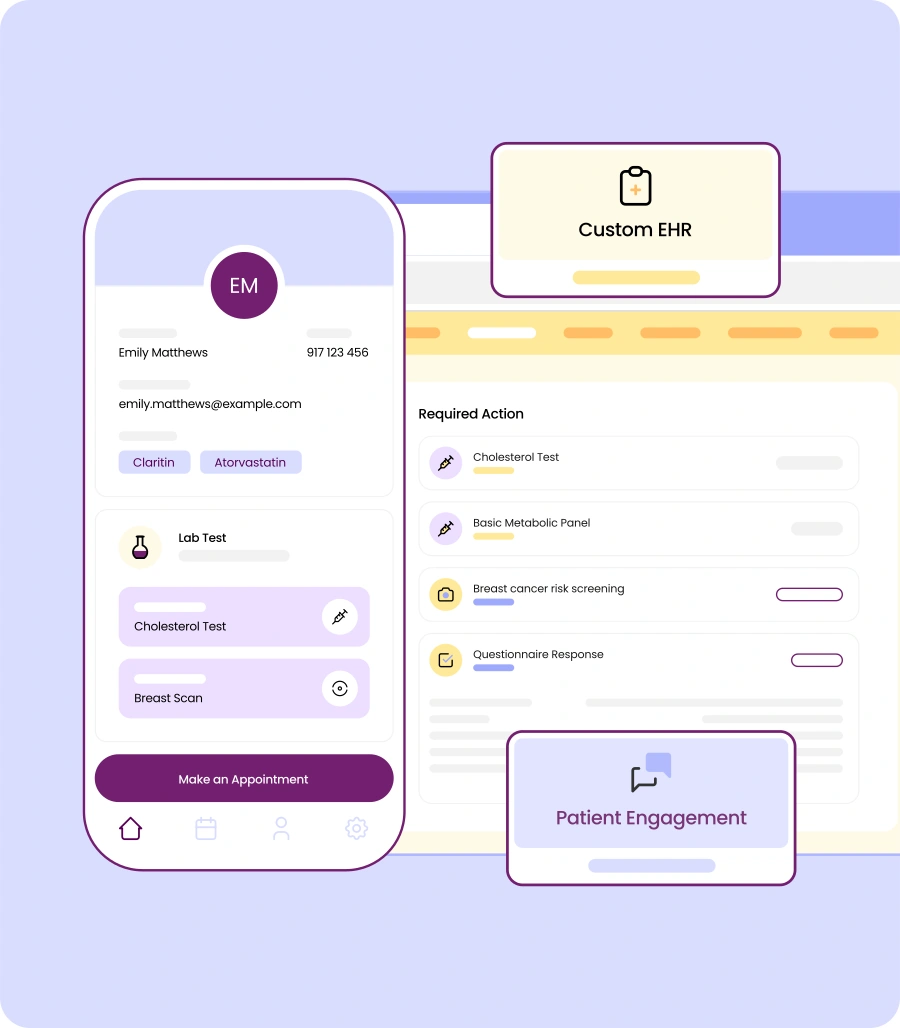 Custom EHR
EM
Emily Matthews
917 123 456
emily.matthews@example.com
Claritin
Atorvastatin
Lab Test
Cholesterol Test
Breast Scan
Make an Appointment
Required Action
Cholesterol Test
Basic Metabolic Panel
Breast cancer risk screening
Questionnaire Response
Patient Engagement